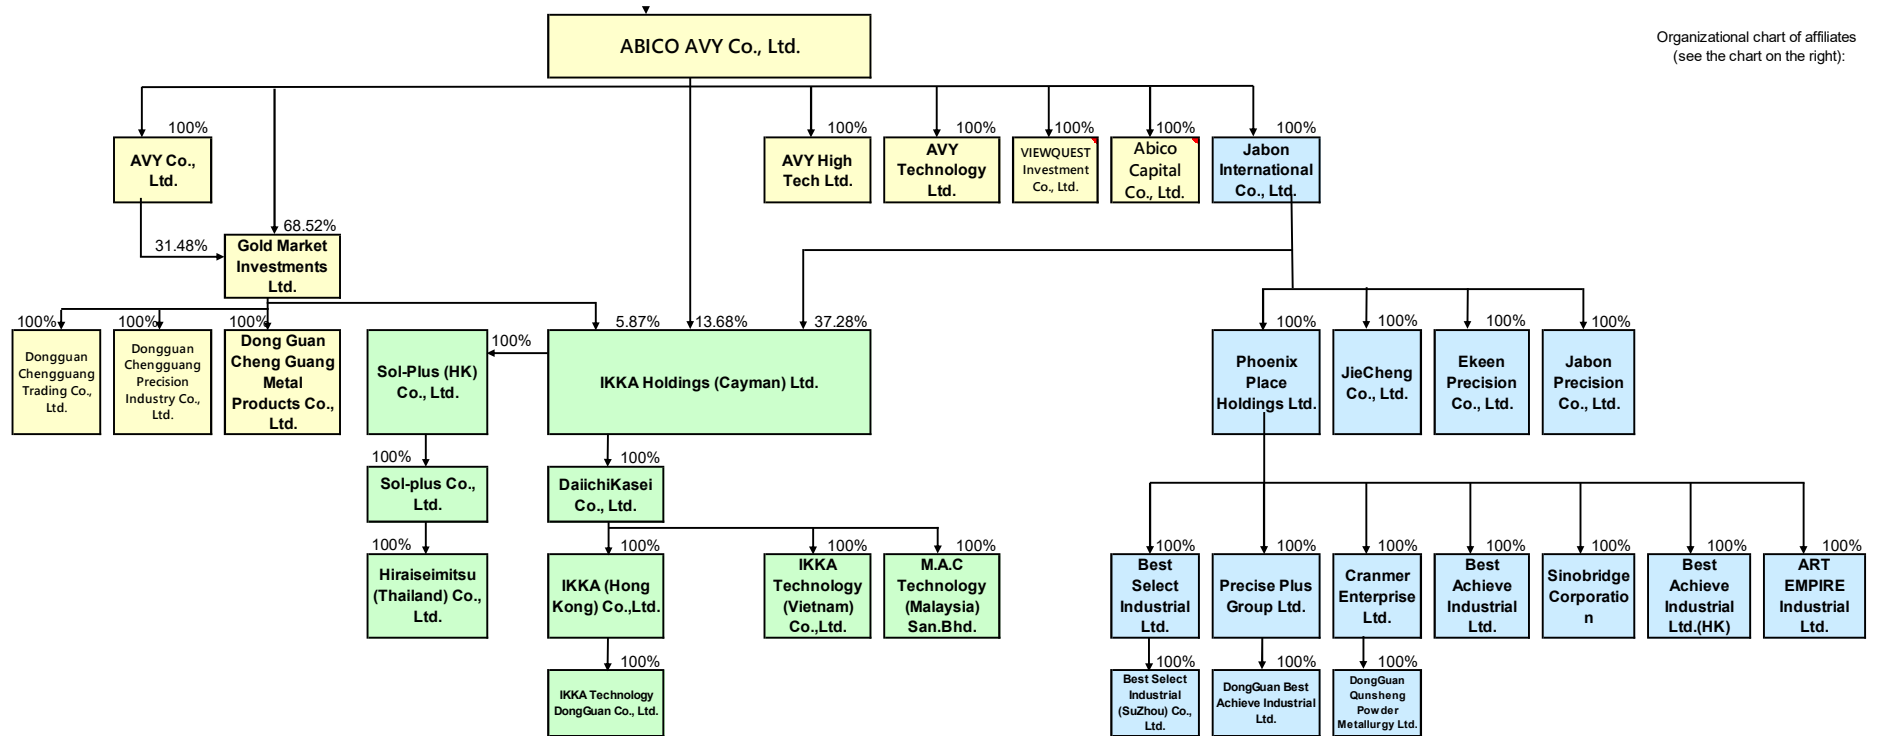 ABICO AVY Co., Ltd.
Organizational chart of affiliates
(see the chart on the right):
100%
100%
100%
100%
100%
100%
AVY Co.,
Ltd.
AVY High
Tech Ltd.
AVY
Technology
Ltd.
VIEWQUEST
Investment
Co., Ltd.
Abico
Capital
Co., Ltd.
Jabon
International
Co., Ltd.
68.52%
31.48%
Gold Market
Investments
Ltd.
100%
100%
100%
100%
5.87%
13.68%
37.28%
100%
100%
100%
100%
Dongguan
Chengguang
Trading Co.,
Ltd.
Dongguan
Chengguang
Precision
Industry Co.,
Ltd.
Dong Guan
Cheng Guang
Metal
Products Co.,
Ltd.
Sol-Plus (HK)
Co., Ltd.
IKKA Holdings (Cayman) Ltd.
Phoenix
Place
Holdings Ltd.
JieCheng
Co., Ltd.
Ekeen
Precision
Co., Ltd.
Jabon
Precision
Co., Ltd.
100%
100%
Sol-plus Co.,
Ltd.
DaiichiKasei
Co., Ltd.
100%
100%
100%
100%
100%
100%
100%
100%
100%
100%
100%
Hiraiseimitsu
(Thailand) Co.,
Ltd.
IKKA (Hong
Kong) Co.,Ltd.
IKKA
Technology
(Vietnam)
Co.,Ltd.
M.A.C
Technology
(Malaysia)
San.Bhd.
Best
Select
Industrial
Ltd.
Precise Plus
Group Ltd.
Cranmer
Enterprise
Ltd.
Best
Achieve
Industrial
Ltd.
Sinobridge
Corporatio
n
Best
Achieve
Industrial
Ltd.(HK)
ART
EMPIRE
Industrial
Ltd.
100%
100%
100%
100%
IKKA Technology
DongGuan Co., Ltd.
Best Select
Industrial
(SuZhou) Co.,
Ltd.
DongGuan Best
Achieve Industrial
Ltd.
DongGuan
Qunsheng
Powder
Metallurgy Ltd.